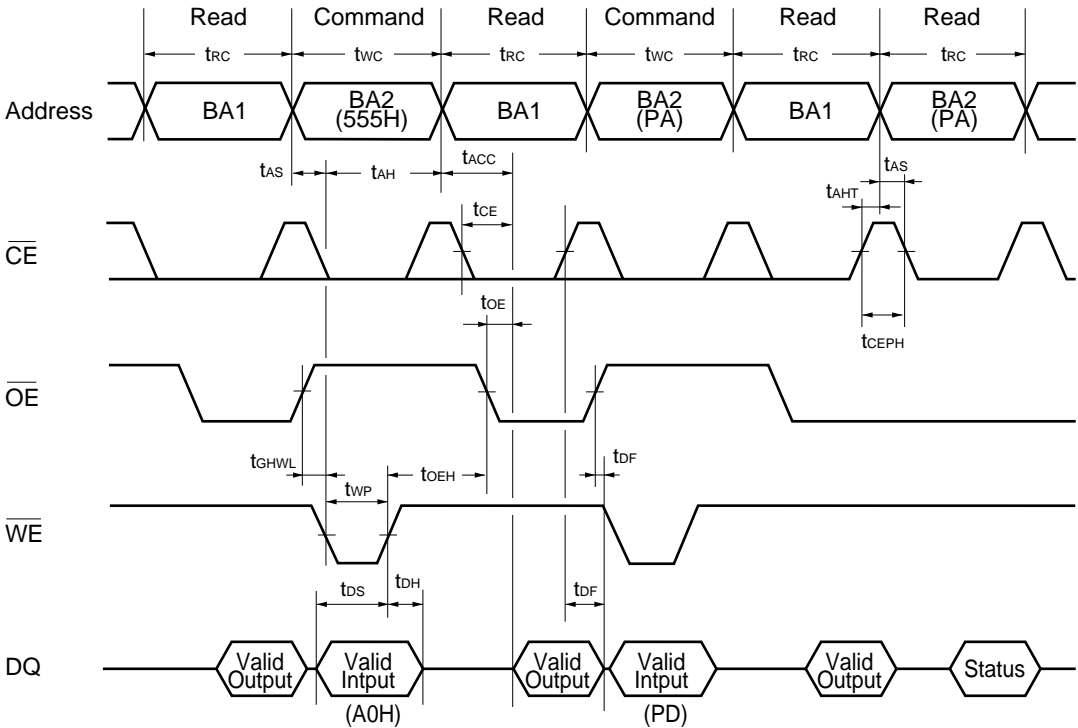 Read Command Read Command Read Read
tRC tWC tRC tWC tRC tRC
Address BA1 BA2 BA1 BA2 BA1 BA2
(555H) (PA) (PA)
tAS tAH tACC tAS
tAHT
tCE
CE
tOE
tCEPH
OE
tGHWL tOEH tDF
tWP
WE
tDS tDH tDF
DQ Valid Valid Valid Valid Valid Status
Output Intput Output Intput Output
(A0H) (PD)